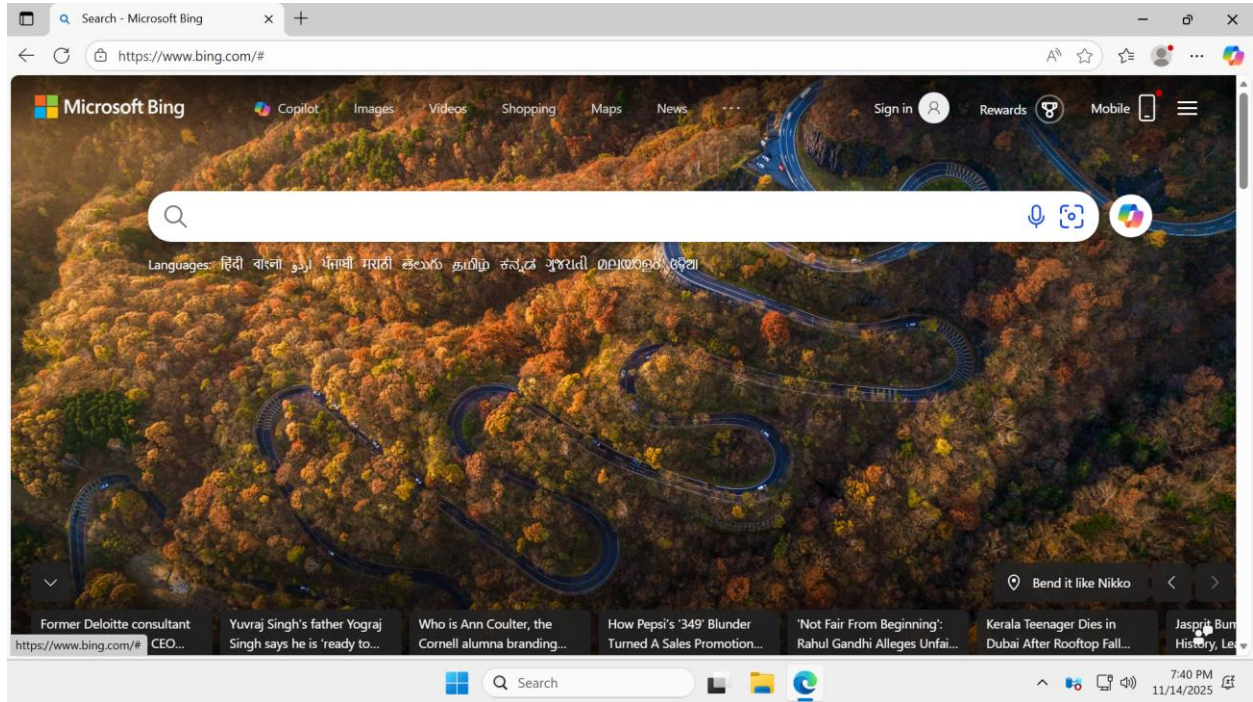 Search - Microsoft Bing
https://www.bing.com/#
Microsoft Bing
Copilot Images Videos Shopping Maps News ...
Sign in Rewards Mobile
Languages: हिंदी বাংলা اردو ਪੰਜਾਬੀ मराठी తెలుగు தமிழ் ಕನ್ನಡ ગુજરાતી മലയാളം ଓଡ଼ିଆ
Bend it like Nikko
Former Deloitte consultant
CEO...
Yuvraj Singh's father Yograj
Singh says he is 'ready to...
Who is Ann Coulter, the
Cornell alumna branding...
How Pepsi's '349' Blunder
Turned A Sales Promotion...
'Not Fair From Beginning':
Rahul Gandhi Alleges Unfai...
Kerala Teenager Dies in
Dubai After Rooftop Fall...
Jasprit Bum
History, Lea
https://www.bing.com/#
Search
7:40 PM
11/14/2025